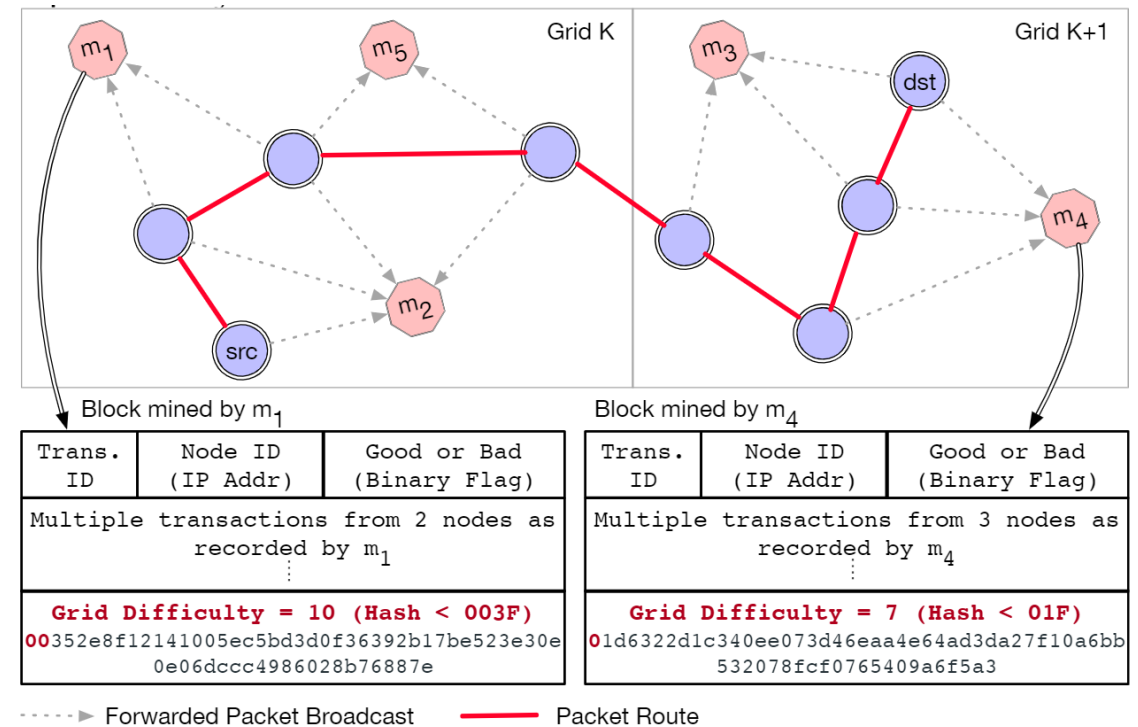 Grid K
Grid K+1
m1
m5
m3
dst
m4
m2
src
Block mined by m1
Block mined by m4
Trans. ID
Node ID (IP Addr)
Good or Bad (Binary Flag)
Multiple transactions from 2 nodes as
recorded by m1
Grid Difficulty = 10 (Hash < 003F)
00352e8f12141005ec5bd3d0f36392b17be523e30e
0e06dccc4986028b76887e
Trans. ID
Node ID (IP Addr)
Good or Bad (Binary Flag)
Multiple transactions from 3 nodes as
recorded by m4
Grid Difficulty = 7 (Hash < 01F)
01d6322d1c340ee073d46eaa4e64ad3da27f10a6bb
532078fcf0765409a6f5a3
Forwarded Packet Broadcast
Packet Route